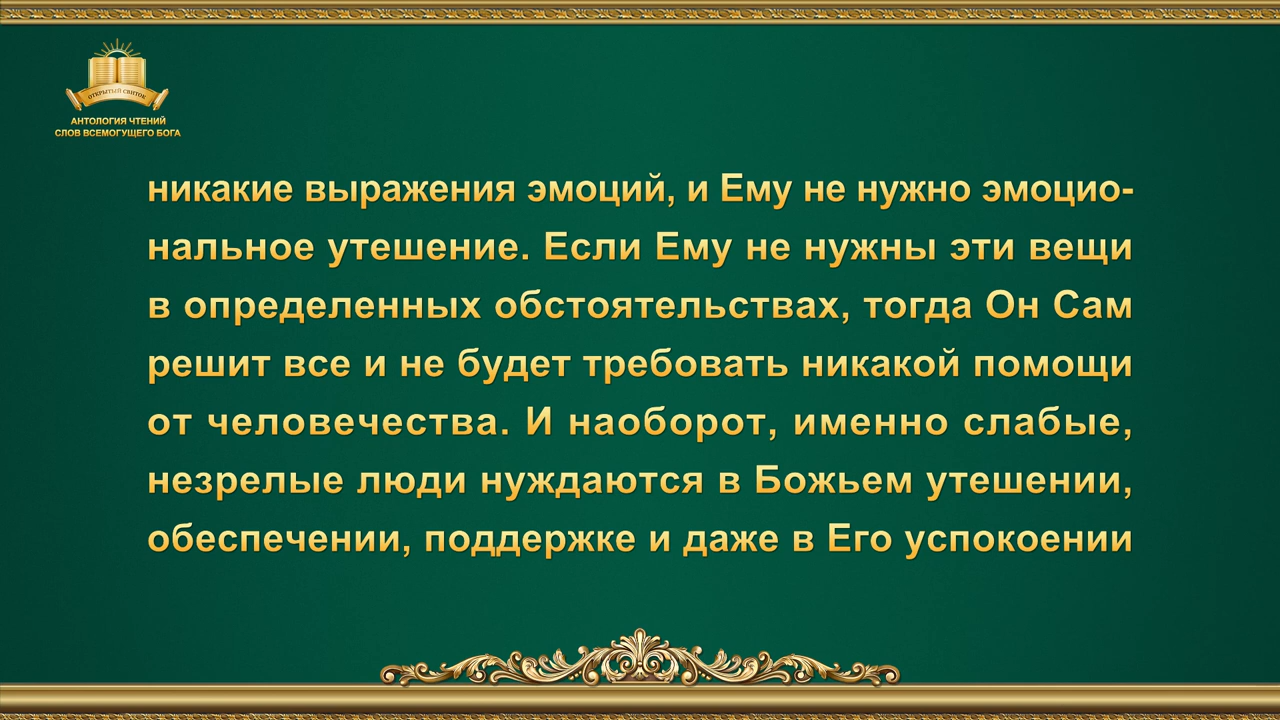 ОТКРЫТЫЙ СВИТОК
АНТОЛОГИЯ ЧТЕНИЙ
СЛОВ ВСЕМОГУЩЕГО БОГА
никакие выражения эмоций, и Ему не нужно эмоцио-
нальное утешение. Если Ему не нужны эти вещи
в определенных обстоятельствах, тогда Он Сам
решит все и не будет требовать никакой помощи
от человечества. И наоборот, именно слабые,
незрелые люди нуждаются в Божьем утешении,
обеспечении, поддержке и даже в Его успокоении